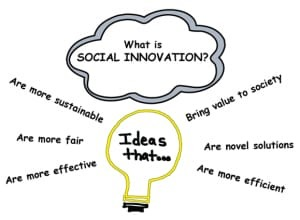 What is
SOCIAL INNOVATION?
Are more sustainable
Bring value to society
Ideas
that...
Are more fair
Are novel solutions
Are more effective
Are more efficient